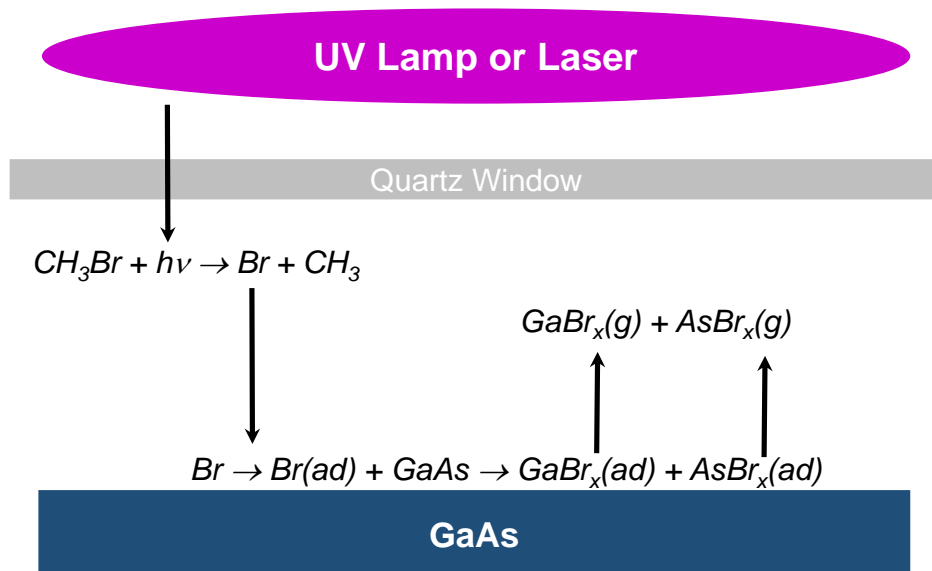 UV Lamp or Laser
Quartz Window
CH₃Br + hν → Br + CH₃
GaBrₓ(g) + AsBrₓ(g)
Br → Br(ad) + GaAs → GaBrₓ(ad) + AsBrₓ(ad)
GaAs